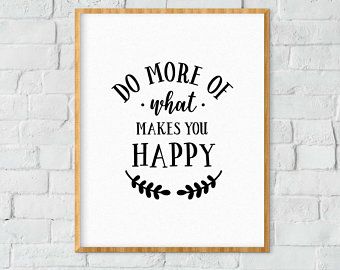 DO MORE OF
· what ·
MAKES YOU
HAPPY